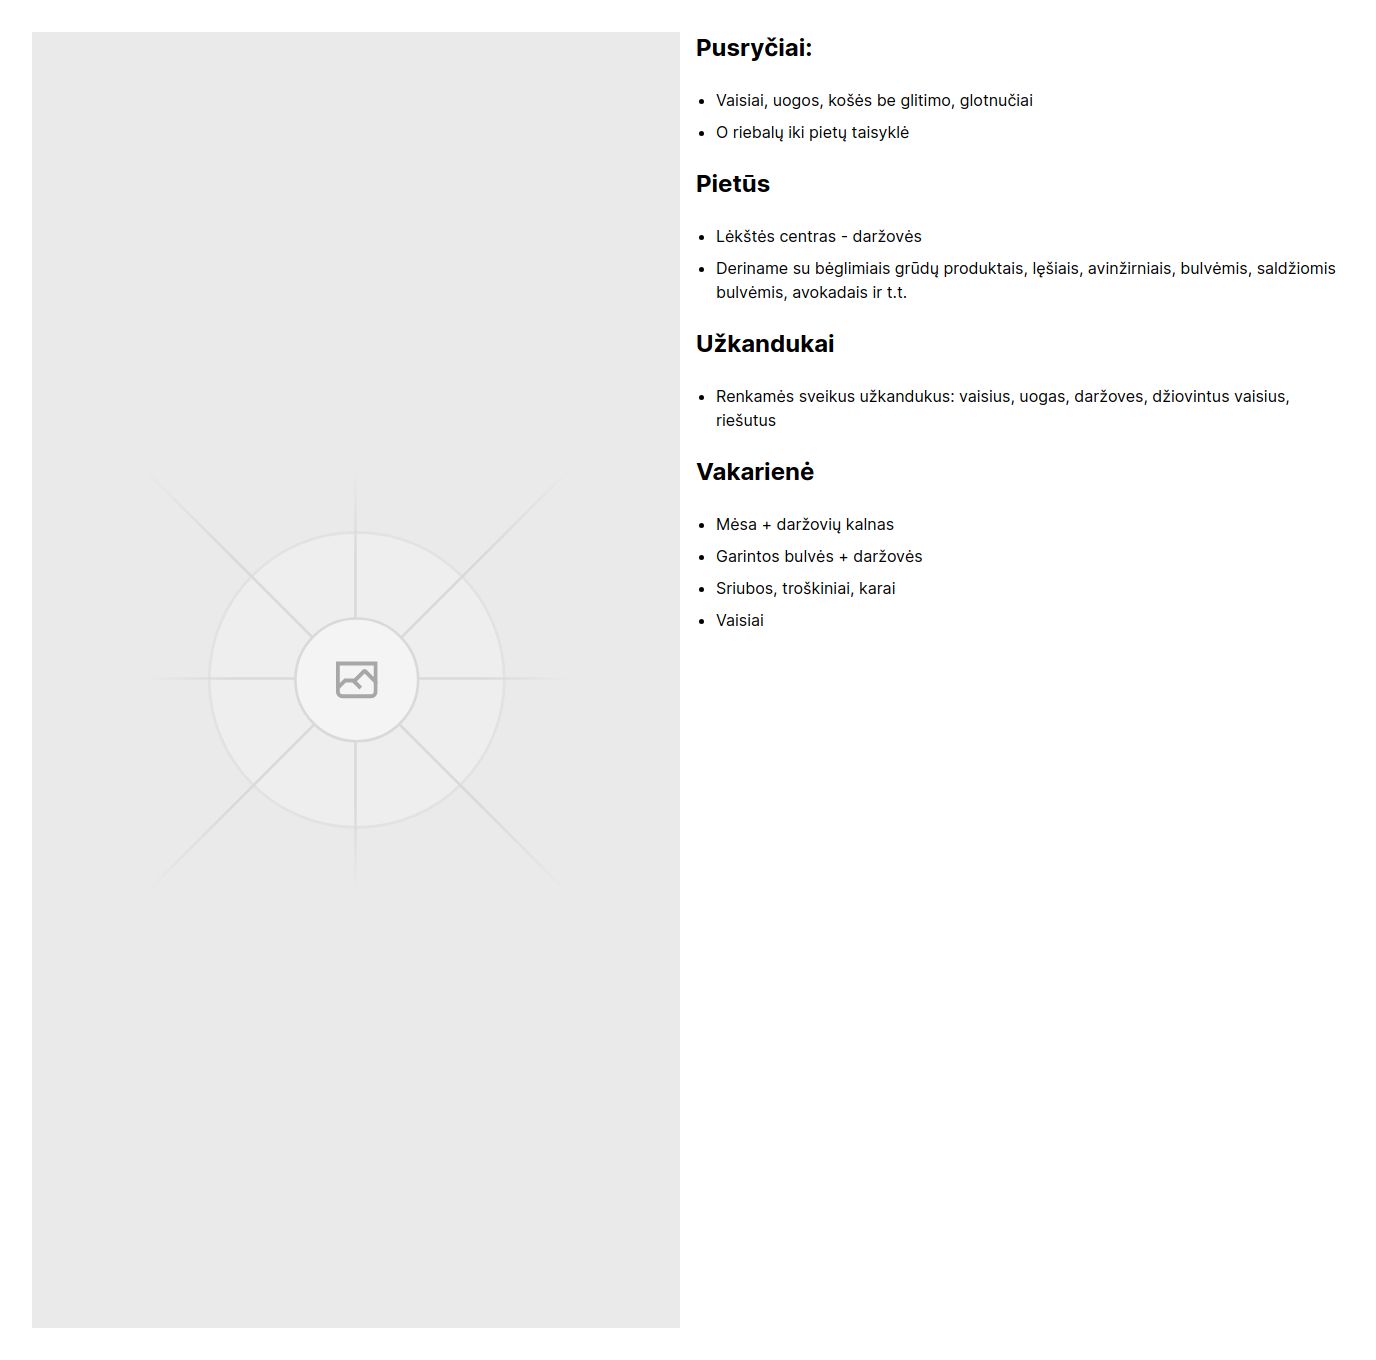 Pusryčiai:
Vaisiai, uogos, košės be glitimo, glotnučiai
O riebalų iki pietų taisyklė
Pietūs
Lėkštės centras - daržovės
Deriname su bėglimiais grūdų produktais, lęšiais, avinžirniais, bulvėmis, saldžiomis
bulvėmis, avokadais ir t.t.
Užkandukai
Renkamės sveikus užkandukus: vaisius, uogas, daržoves, džiovintus vaisius,
riešutus
Vakarienė
Mėsa + daržovių kalnas
Garintos bulvės + daržovės
Sriubos, troškiniai, karai
Vaisiai